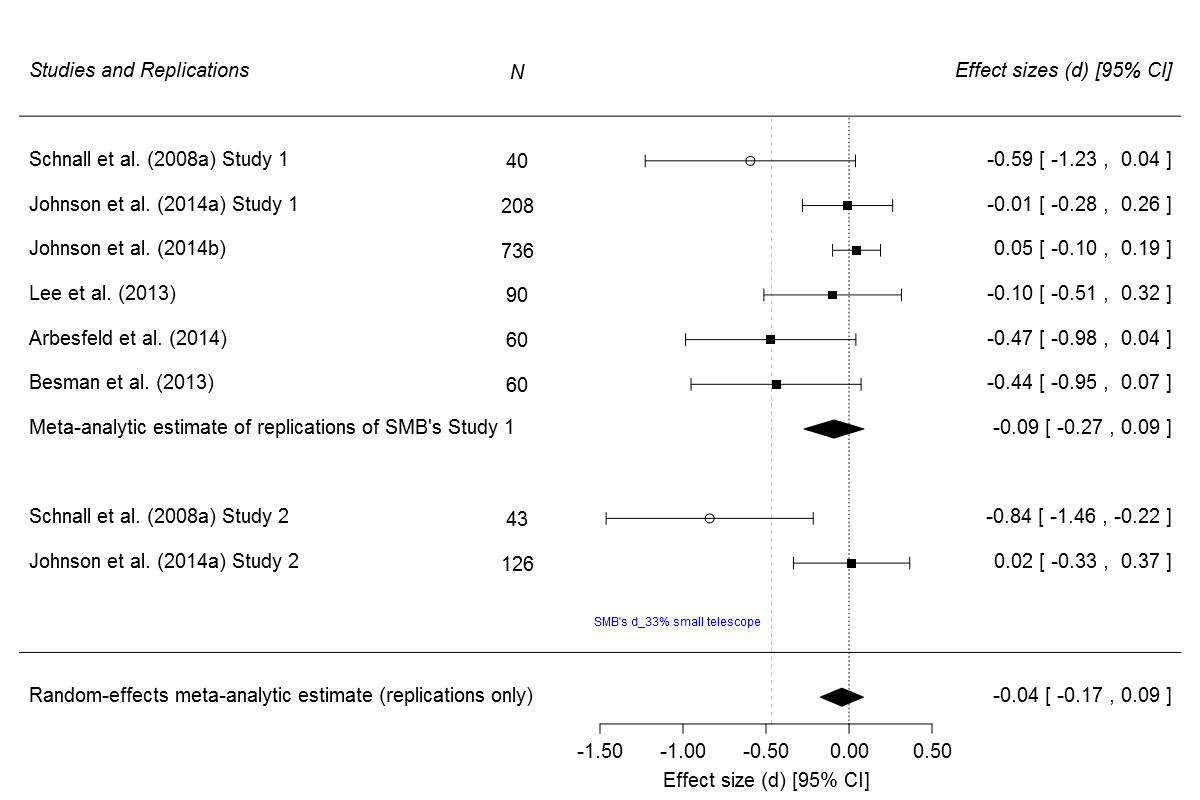 Studies and Replications N Effect sizes (d) [95% CI]
Schnall et al. (2008a) Study 1 40 -0.59 [ -1.23 , 0.04 ]
Johnson et al. (2014a) Study 1 208 -0.01 [ -0.28 , 0.26 ]
Johnson et al. (2014b) 736 0.05 [ -0.10 , 0.19 ]
Lee et al. (2013) 90 -0.10 [ -0.51 , 0.32 ]
Arbesfeld et al. (2014) 60 -0.47 [ -0.98 , 0.04 ]
Besman et al. (2013) 60 -0.44 [ -0.95 , 0.07 ]
Meta-analytic estimate of replications of SMB's Study 1 -0.09 [ -0.27 , 0.09 ]
Schnall et al. (2008a) Study 2 43 -0.84 [ -1.46 , -0.22 ]
Johnson et al. (2014a) Study 2 126 0.02 [ -0.33 , 0.37 ]
SMB's d_33% small telescope
Random-effects meta-analytic estimate (replications only) -0.04 [ -0.17 , 0.09 ]
-1.50 -1.00 -0.50 0.00 0.50
Effect size (d) [95% CI]